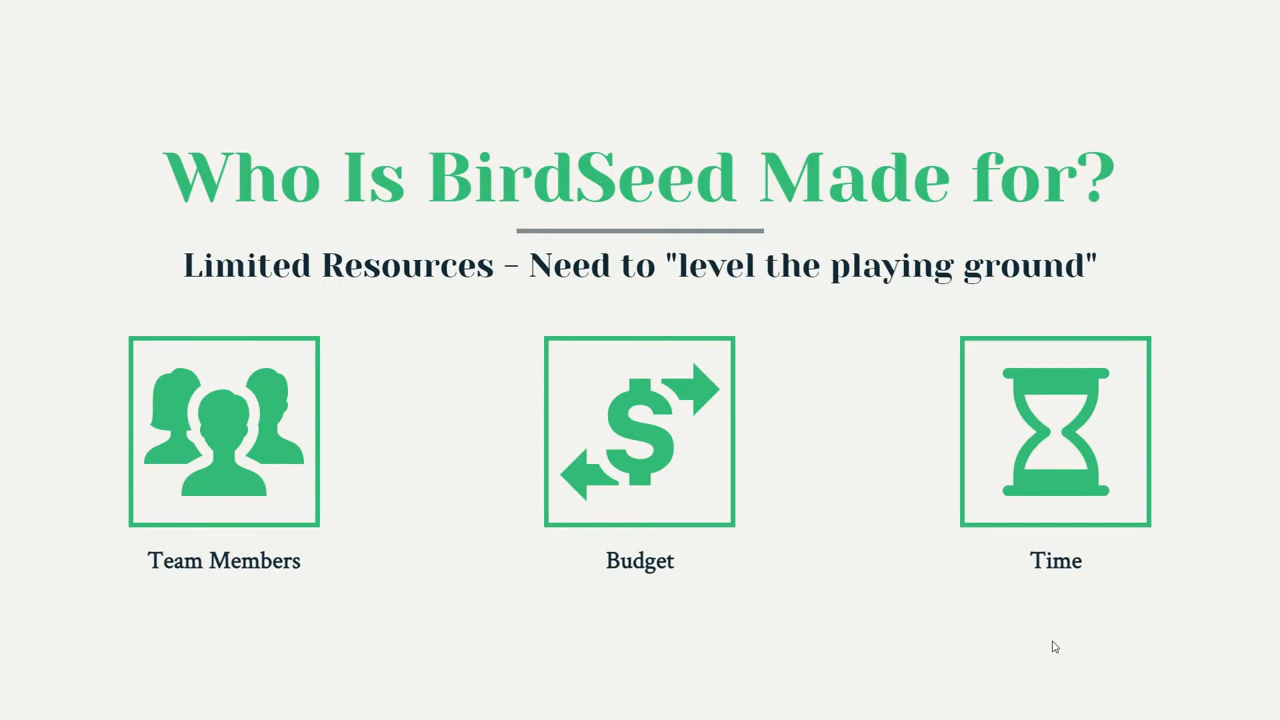 Who Is BirdSeed Made for?
Limited Resources - Need to "level the playing ground"
Team Members
Budget
Time